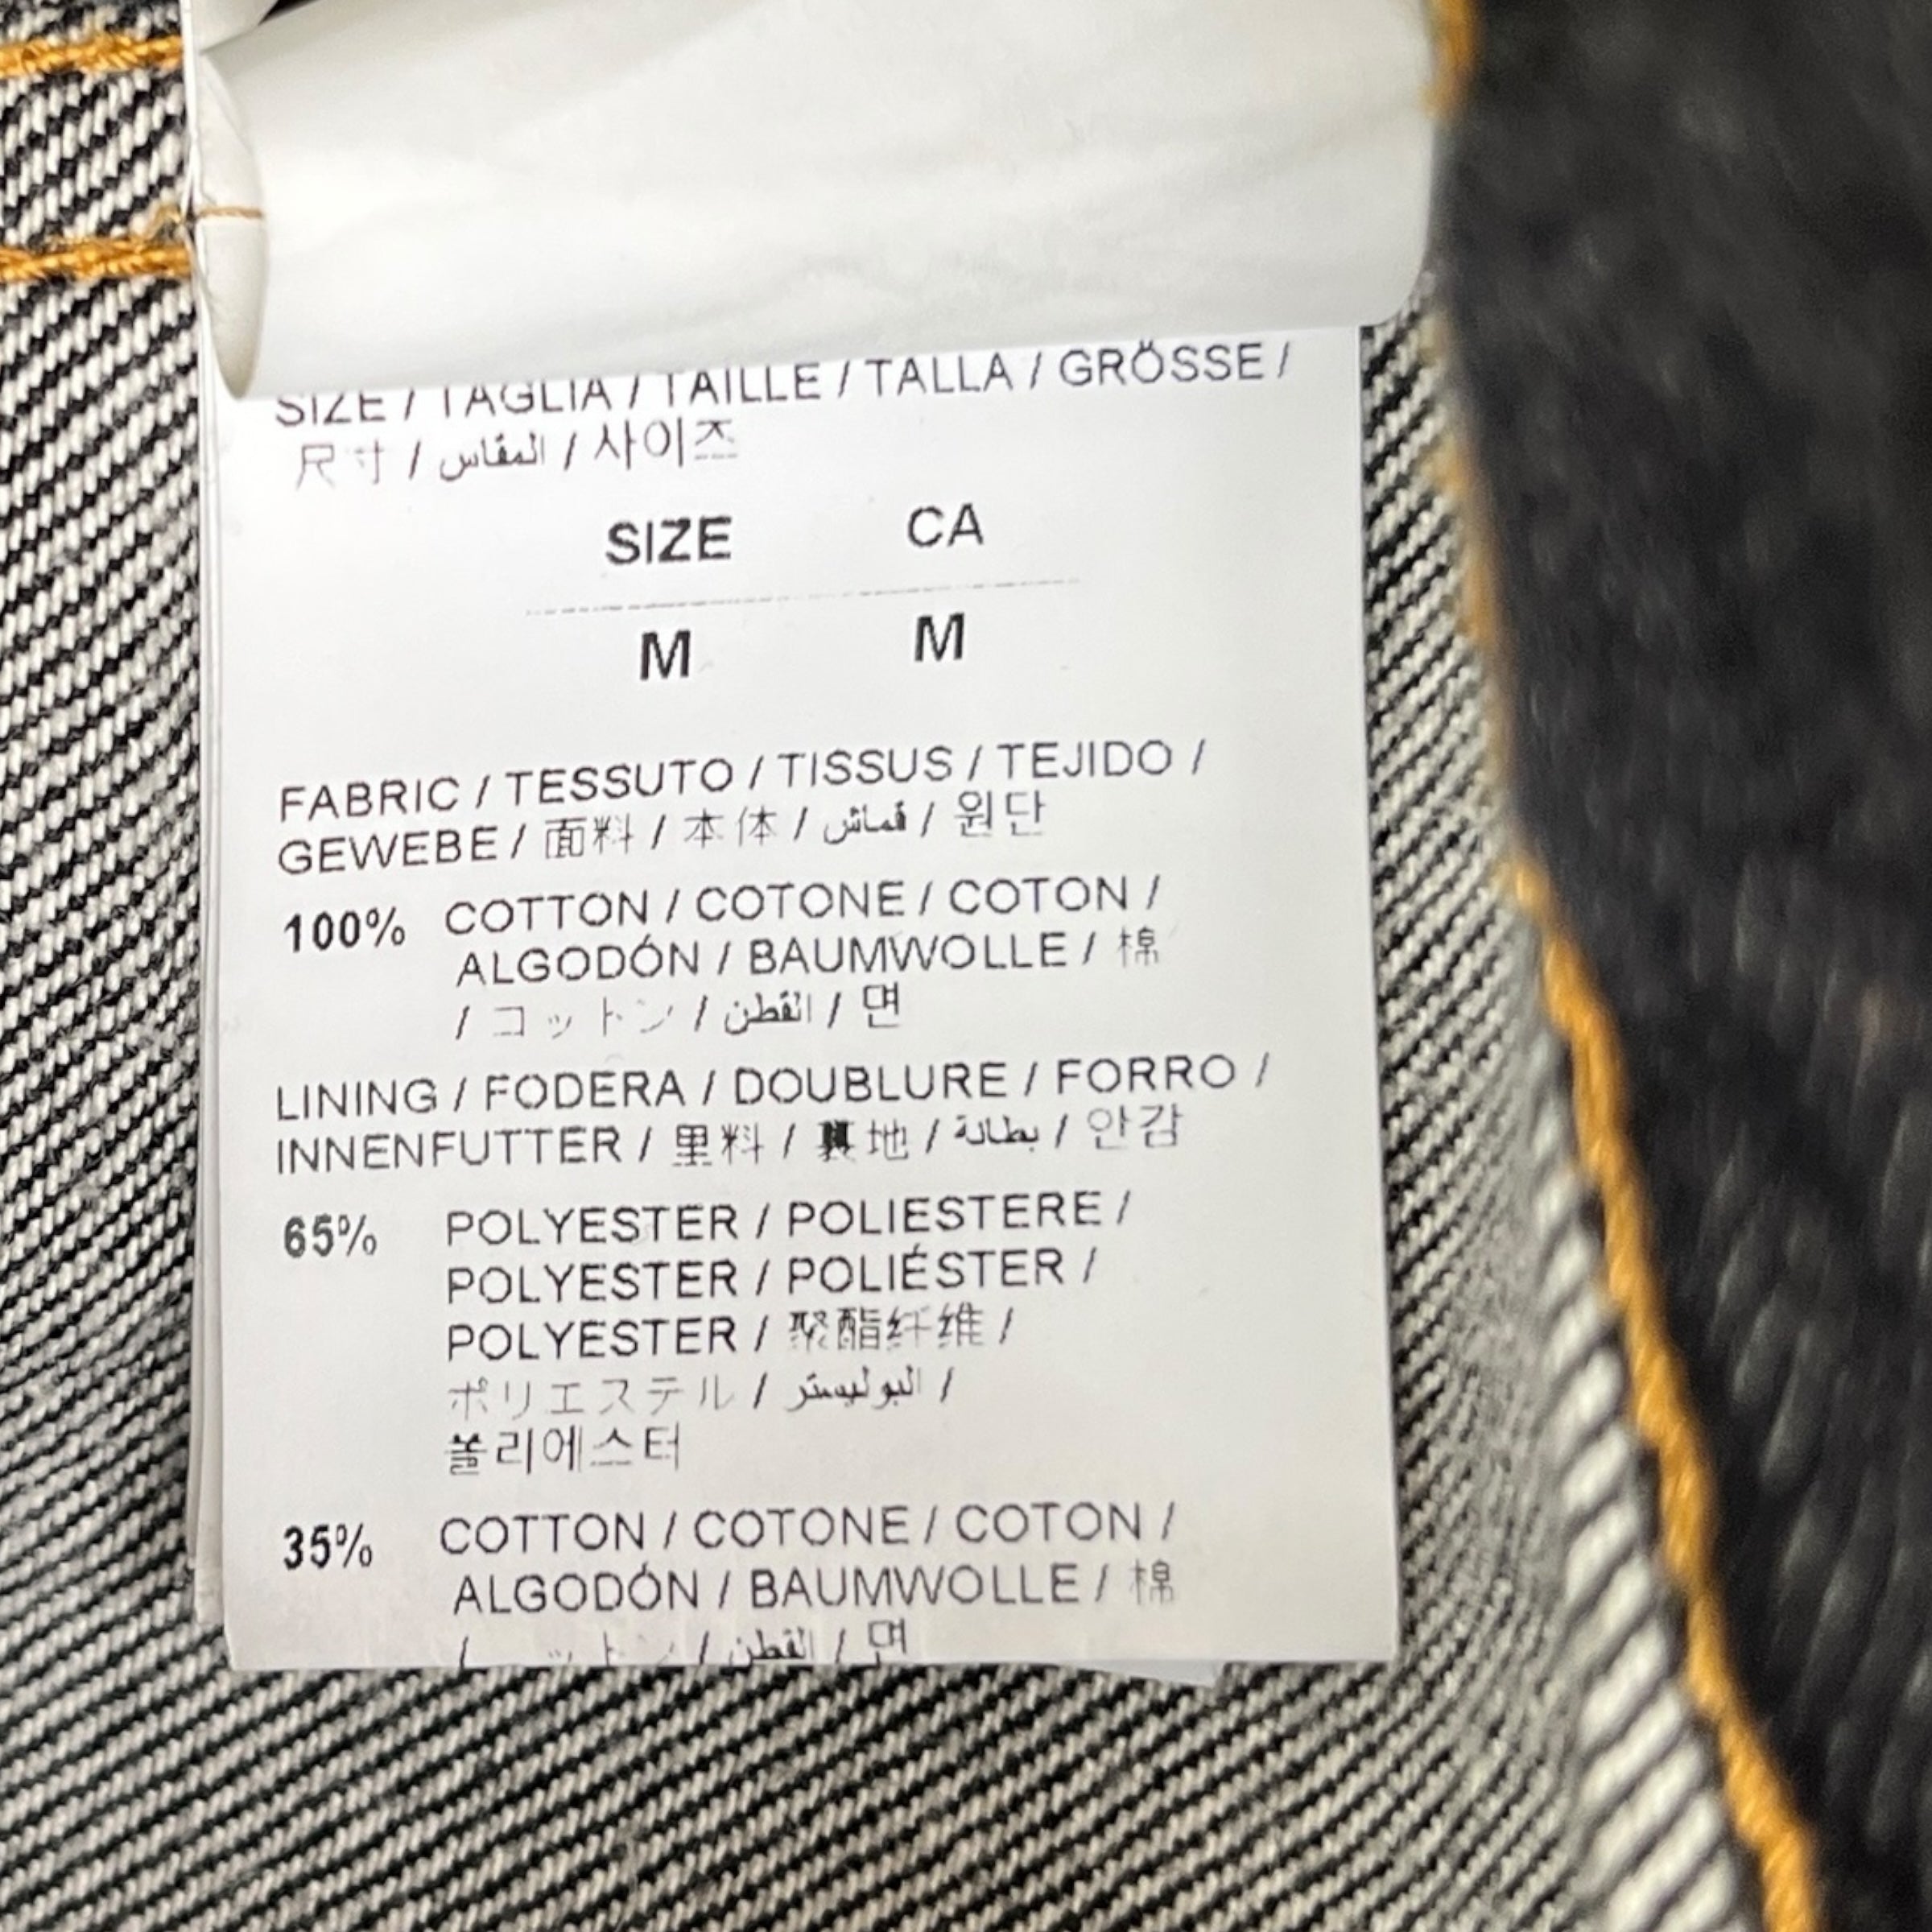 SIZE / TAGLIA / TAILLE / TALLA / GRÖSSE /
尺寸 / المقاس / 사이즈
SIZE CA
M M
FABRIC / TESSUTO / TISSUS / TEJIDO /
GEWEBE / 面料 / 本体 / قماش / 원단
100% COTTON / COTONE / COTON /
ALGODÓN / BAUMWOLLE / 棉
/ コットン / القطن / 면
LINING / FODERA / DOUBLURE / FORRO /
INNENFUTTER / 里料 / 裏地 / بطانة / 안감
65% POLYESTER / POLIESTERE /
POLYESTER / POLIÉSTER /
POLYESTER / 聚酯纤维 /
ポリエステル / البوليستر /
폴리에스터
35% COTTON / COTONE / COTON /
ALGODÓN / BAUMWOLLE / 棉
/ コットン / القطن / 면